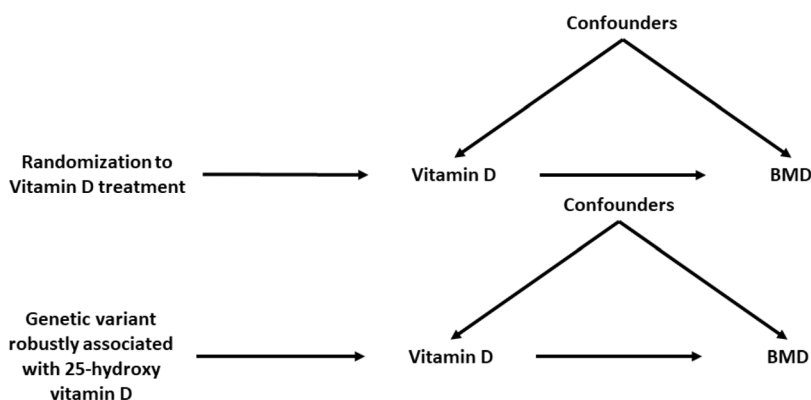 Confounders
Randomization to
Vitamin D treatment
Vitamin D
BMD
Confounders
Genetic variant
robustly associated
with 25-hydroxy
vitamin D
Vitamin D
BMD